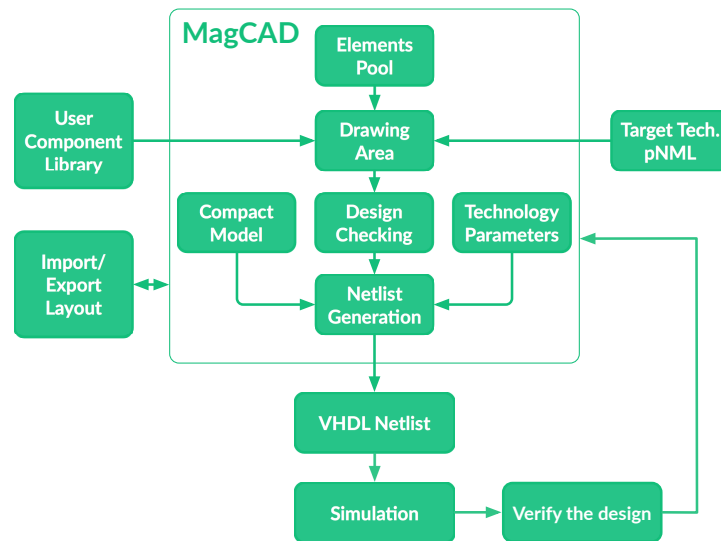 MagCAD
Elements
Pool
User
Component
Library
Drawing
Area
Target Tech.
pNML
Compact
Model
Design
Checking
Technology
Parameters
Import/
Export
Layout
Netlist
Generation
VHDL Netlist
Simulation
Verify the design